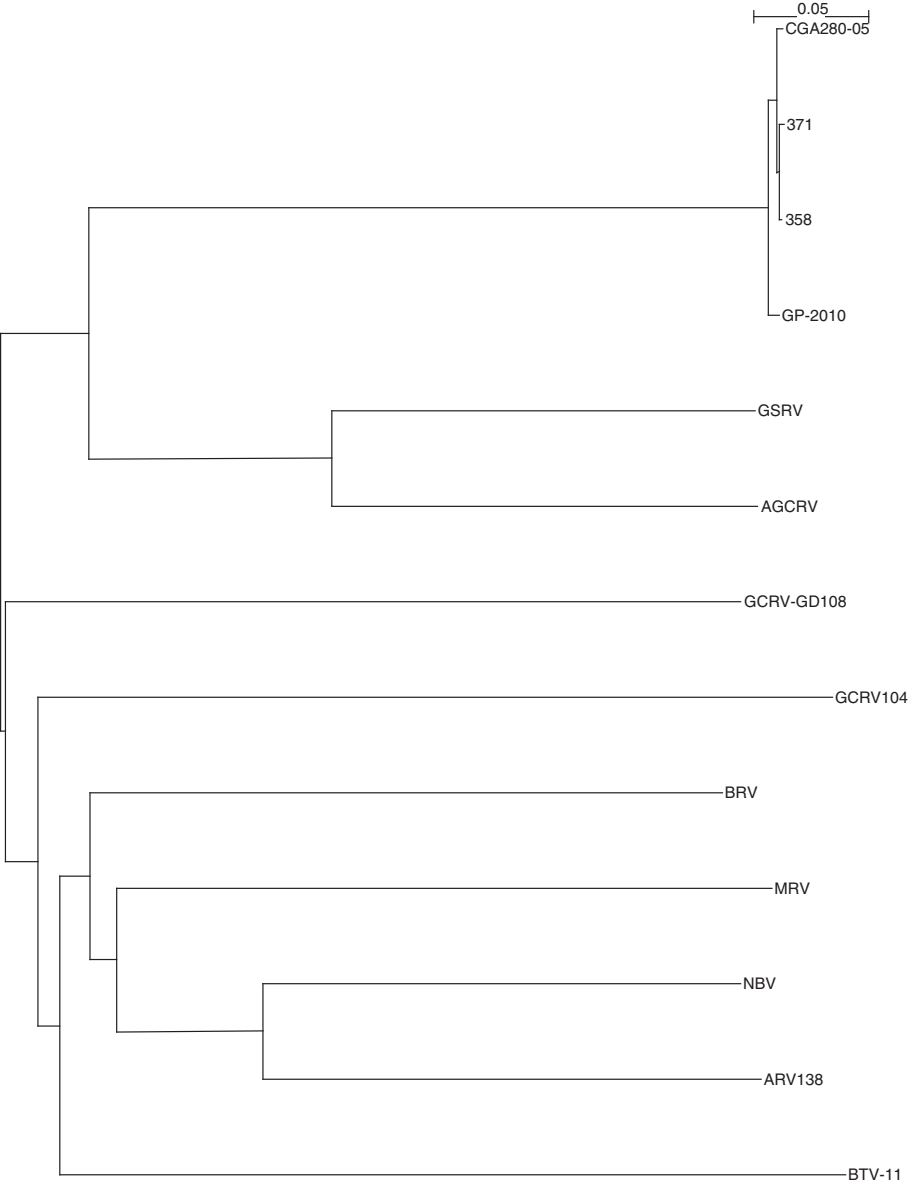 0.05
CGA280-05
371
358
GP-2010
GSRV
AGCRV
GCRV-GD108
GCRV104
BRV
MRV
NBV
ARV138
BTV-11